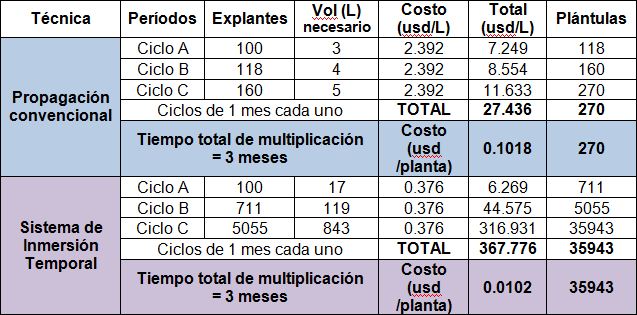 Técnica Períodos Explantes Vol (L) necesario Costo (usd/L) Total (usd/L) Plántulas
Propagación convencional
Ciclo A 100 3 2.392 7.249 118
Ciclo B 118 4 2.392 8.554 160
Ciclo C 160 5 2.392 11.633 270
Ciclos de 1 mes cada uno TOTAL 27.436 270
Tiempo total de multiplicación = 3 meses Costo (usd /planta) 0.1018 270
Sistema de Inmersión Temporal
Ciclo A 100 17 0.376 6.269 711
Ciclo B 711 119 0.376 44.575 5055
Ciclo C 5055 843 0.376 316.931 35943
Ciclos de 1 mes cada uno TOTAL 367.776 35943
Tiempo total de multiplicación = 3 meses Costo (usd /planta) 0.0102 35943